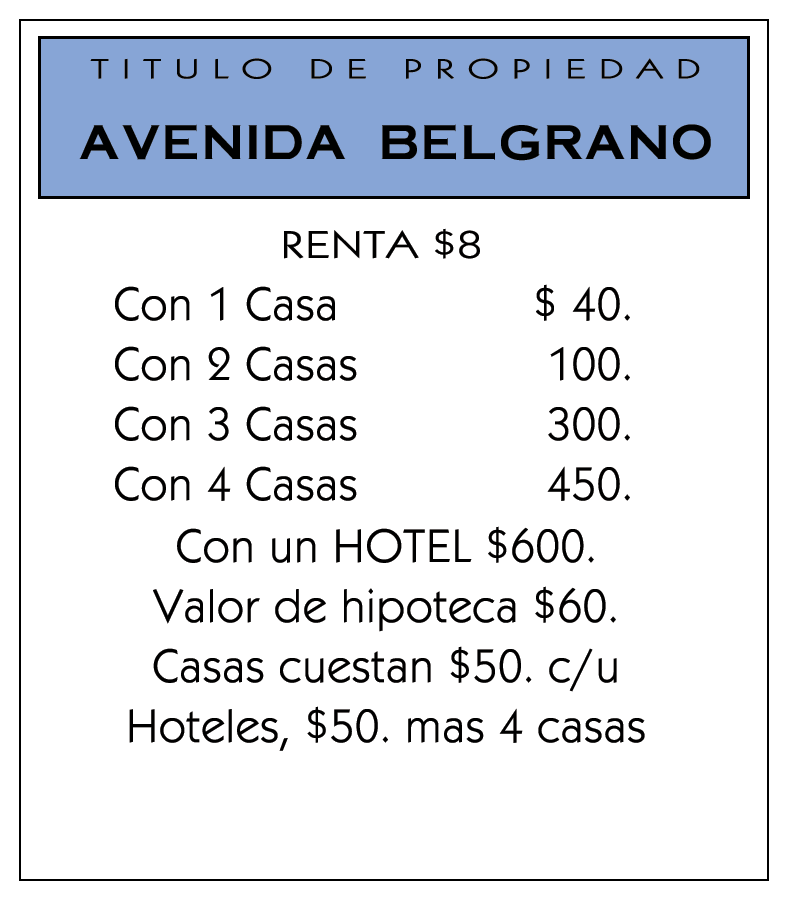 TITULO DE PROPIEDAD
AVENIDA BELGRANO
RENTA $8
Con 1 Casa $ 40.
Con 2 Casas 100.
Con 3 Casas 300.
Con 4 Casas 450.
Con un HOTEL $600.
Valor de hipoteca $60.
Casas cuestan $50. c/u
Hoteles, $50. mas 4 casas